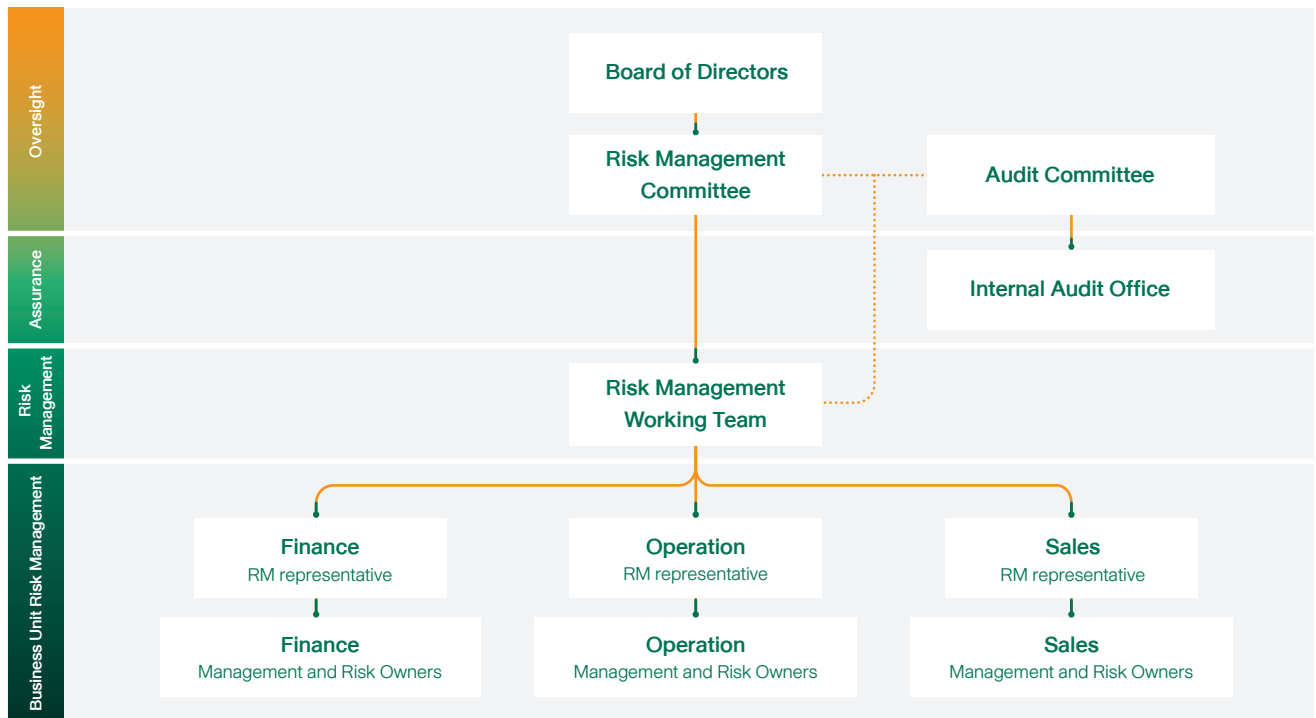 Oversight
Board of Directors
Risk Management
Committee
Audit Committee
Assurance
Internal Audit Office
Risk
Management
Risk Management
Working Team
Business Unit Risk Management
Finance
RM representative
Operation
RM representative
Sales
RM representative
Finance
Management and Risk Owners
Operation
Management and Risk Owners
Sales
Management and Risk Owners